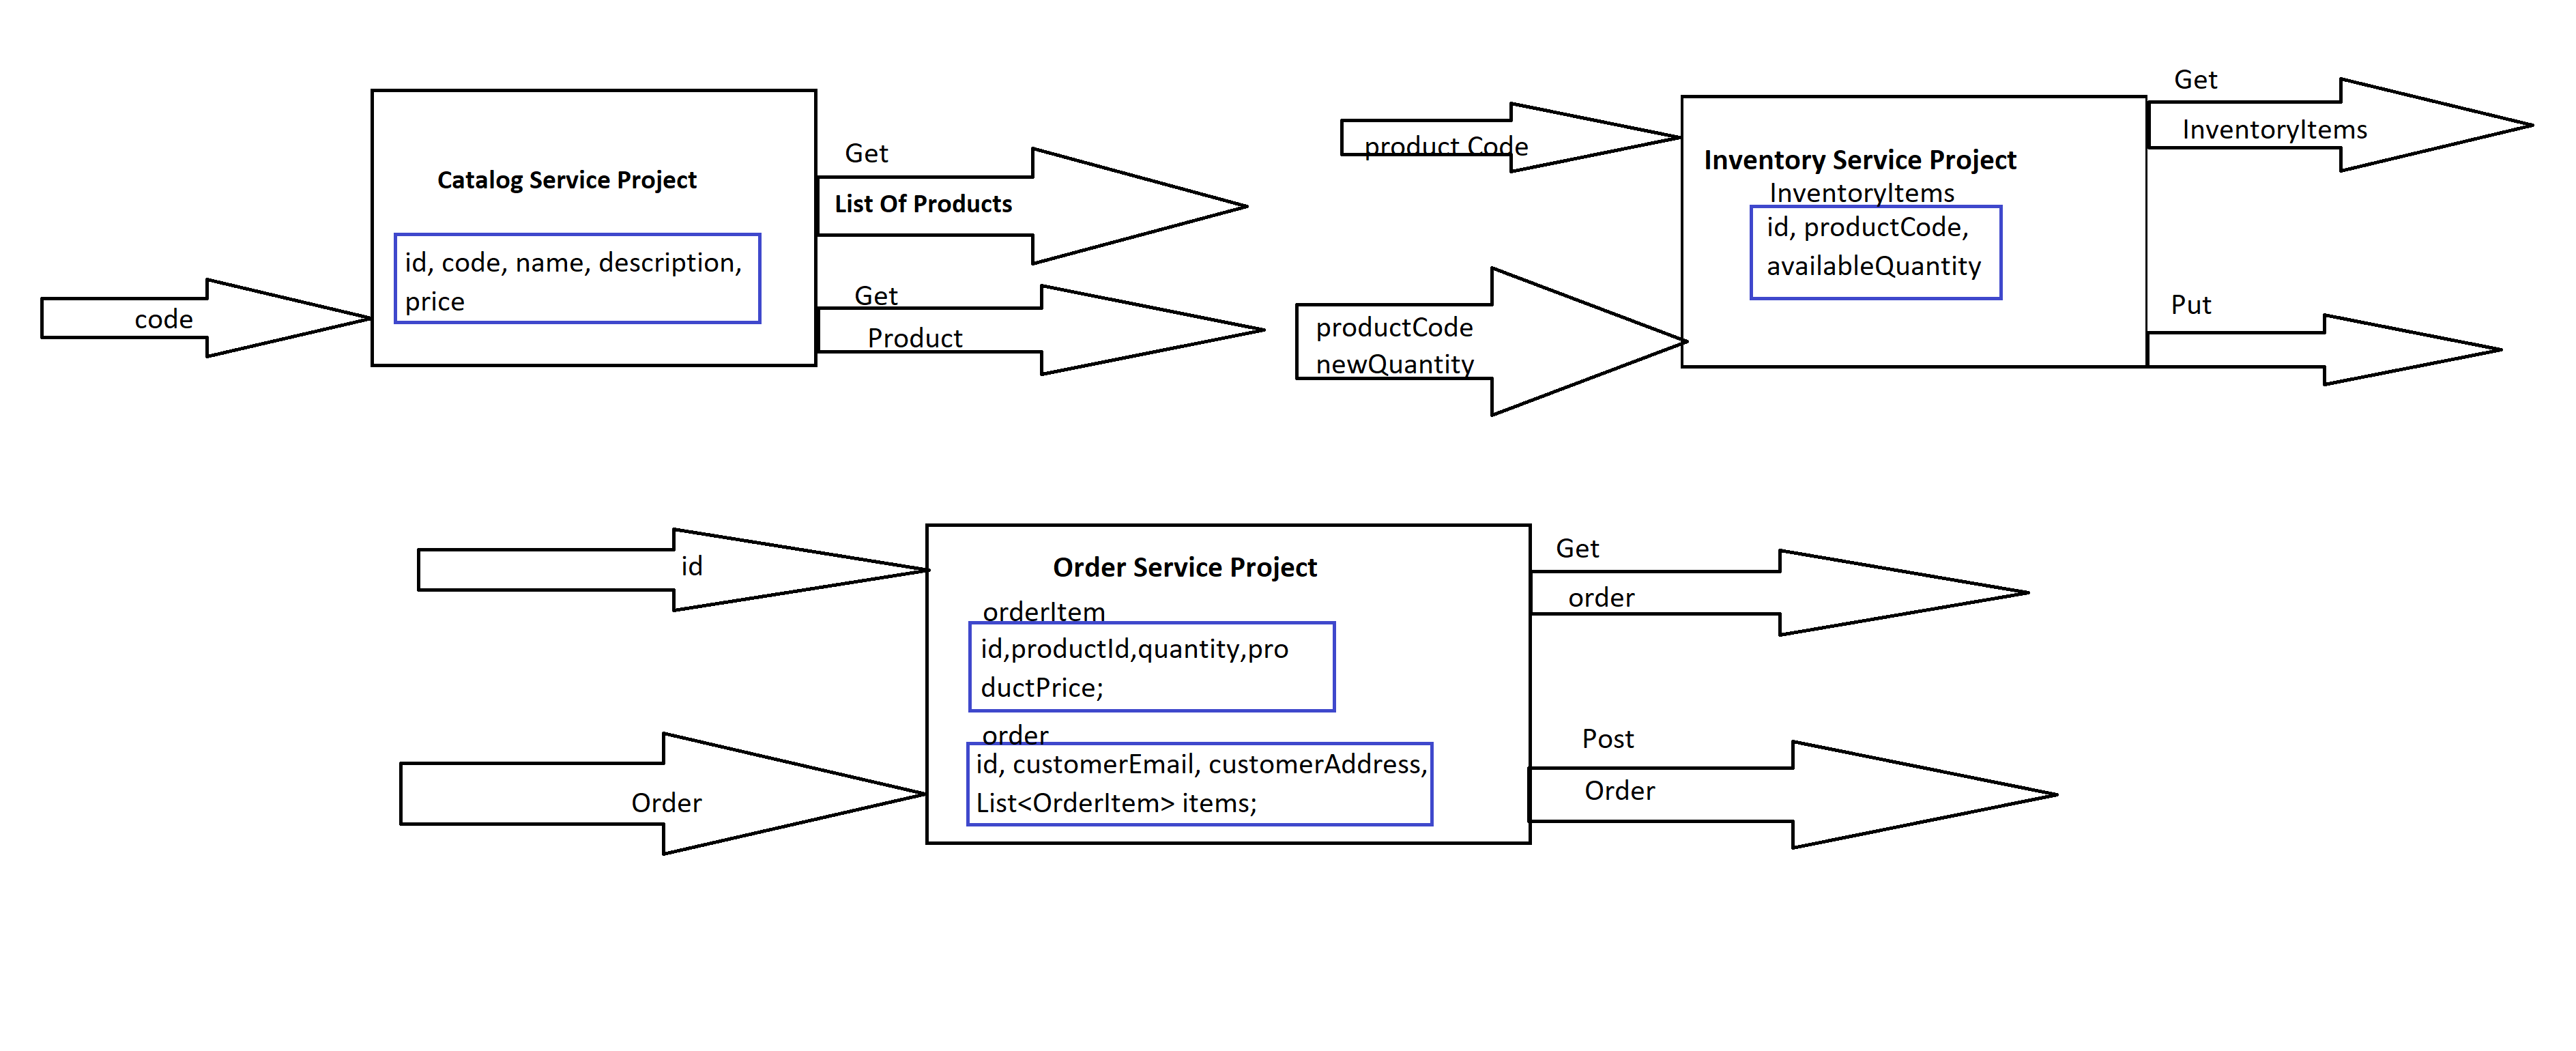 Catalog Service Project
id, code, name, description,
price
code
Get
List Of Products
Get
Product
product Code
productCode
newQuantity
Inventory Service Project
InventoryItems
id, productCode,
availableQuantity
Get
InventoryItems
Put
id
Order
Order Service Project
orderItem
id,productId,quantity,pro
ductPrice;
order
id, customerEmail, customerAddress,
List<OrderItem> items;
Get
order
Post
Order